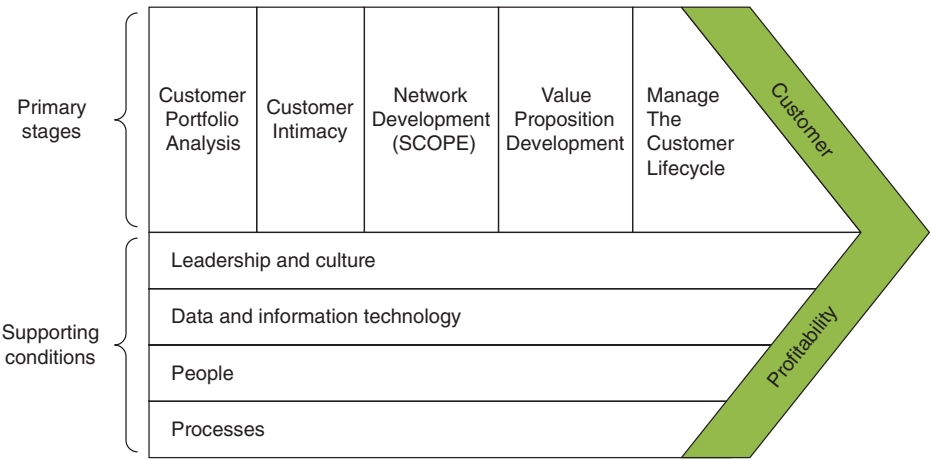 Primary
stages
Customer
Portfolio
Analysis
Customer
Intimacy
Network
Development
(SCOPE)
Value
Proposition
Development
Manage
The
Customer
Lifecycle
Customer
Supporting
conditions
Leadership and culture
Data and information technology
People
Processes
Profitability